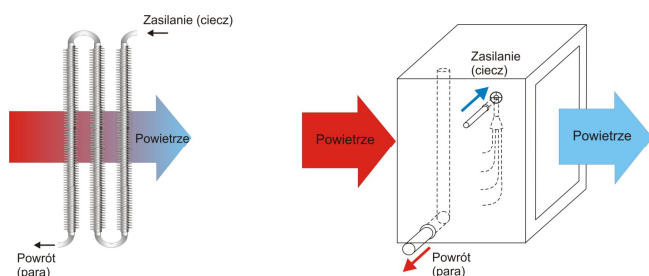 Zasilanie (ciecz)
Powietrze
Powrót
(para)
Zasilanie
(ciecz)
Powietrze
Powietrze
Powrót
(para)